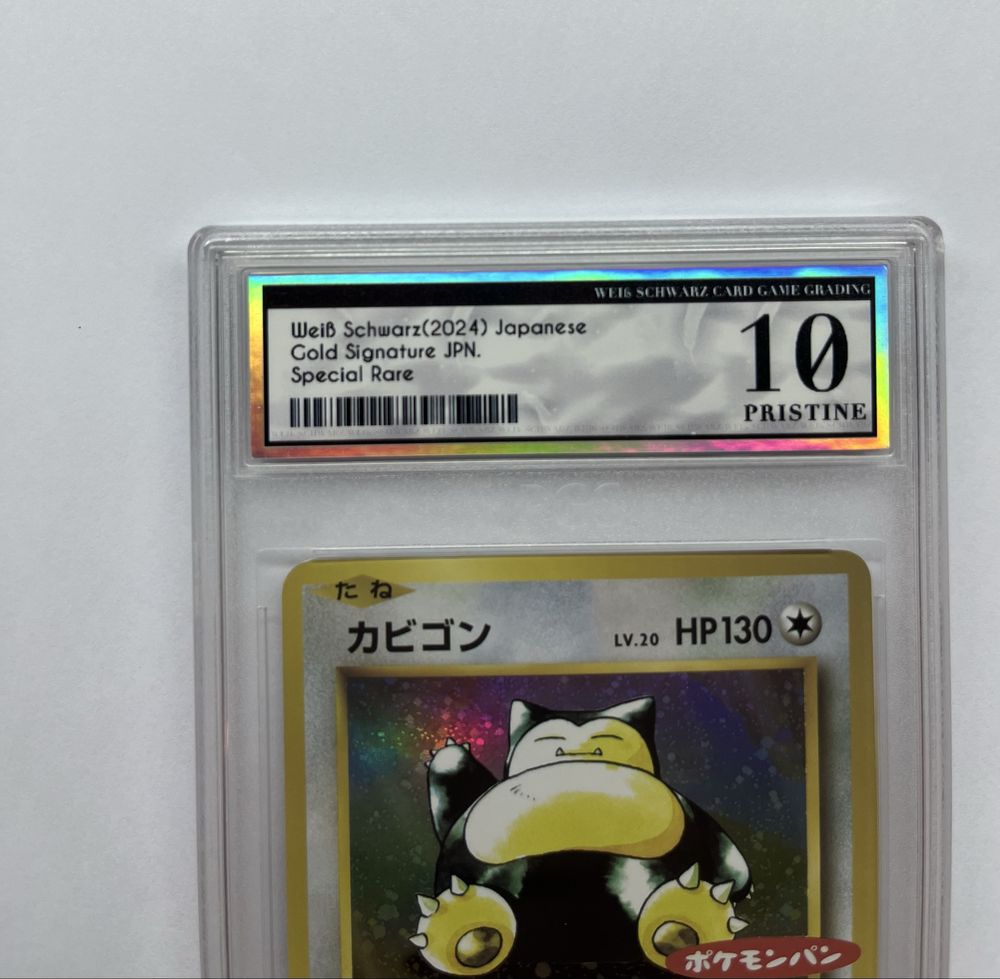 WEIß SCHWARZ CARD GAME GRADING
Weiß Schwarz(2024) Japanese
Gold Signature JPN.
Special Rare
10
PRISTINE
たね
カビゴン LV.20 HP130
ポケモンパン